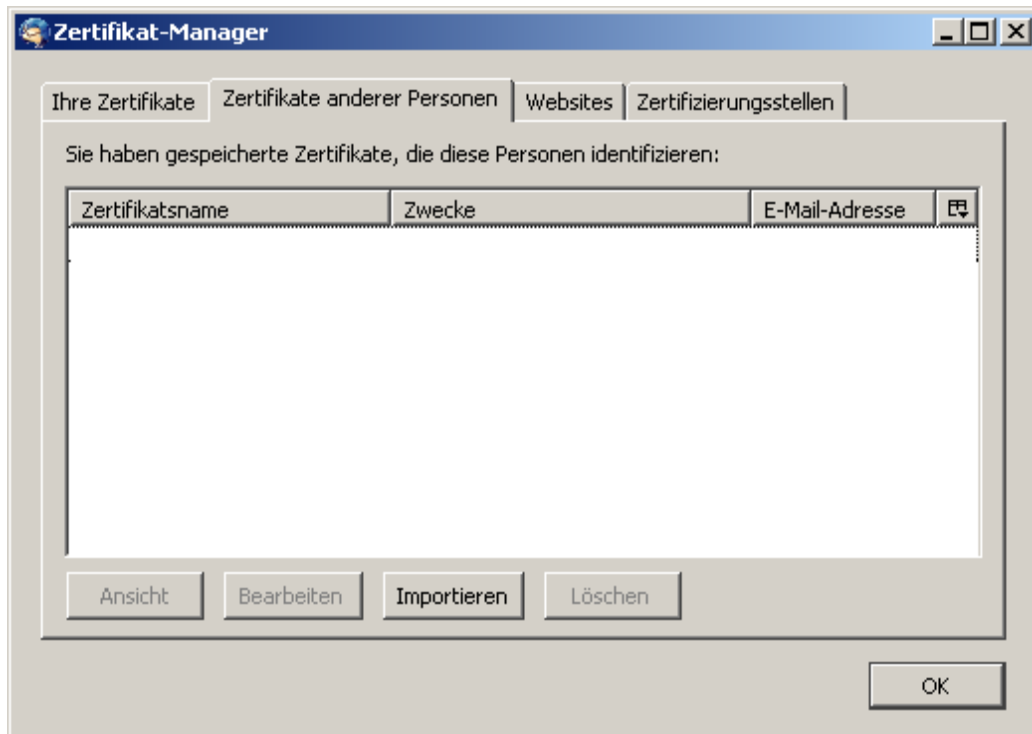 Zertifikat-Manager
Ihre Zertifikate Zertifikate anderer Personen Websites Zertifizierungsstellen
Sie haben gespeicherte Zertifikate, die diese Personen identifizieren:
Zertifikatsname Zwecke E-Mail-Adresse
Ansicht Bearbeiten Importieren Löschen
OK